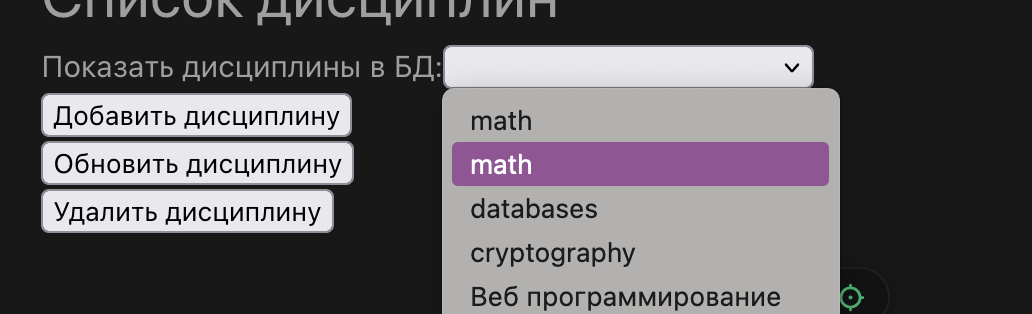 Список дисциплин
Показать дисциплины в БД:
Добавить дисциплину
Обновить дисциплину
Удалить дисциплину
math
math
databases
cryptography
Веб программирование